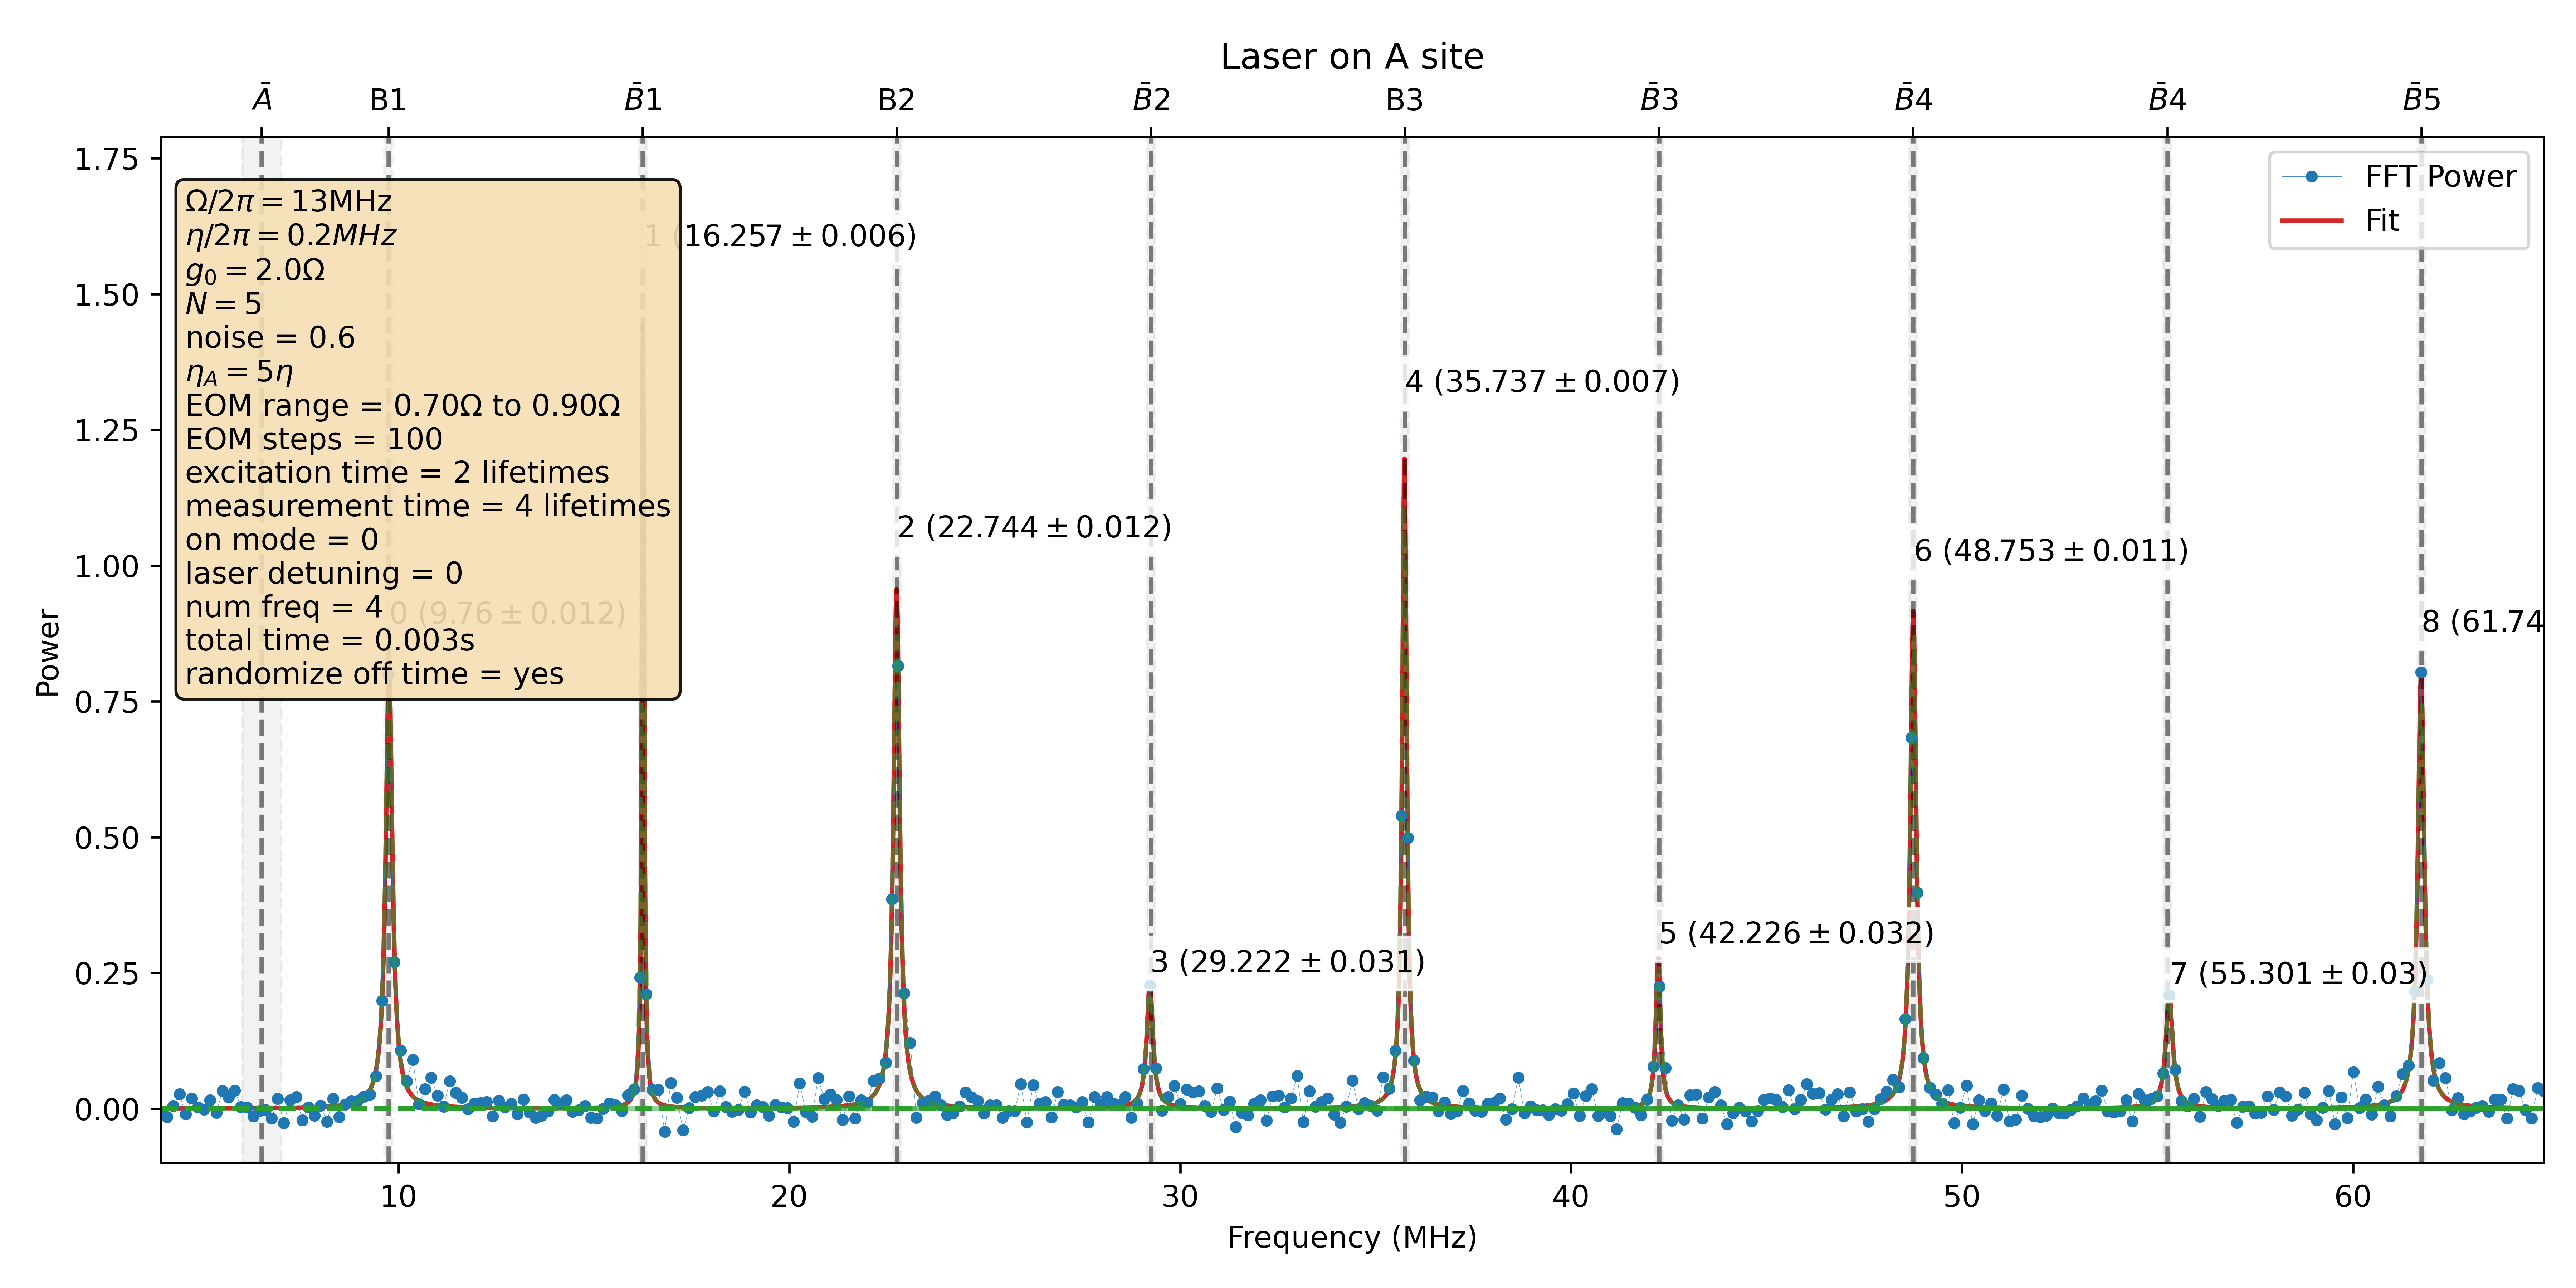 Laser on A site
Ā B1 B̄1 B2 B̄2 B3 B̄3 B̄4 B̄4 B̄5
1.75
1.50
1.25
1.00
0.75
0.50
0.25
0.00
Power
Ω/2π = 13MHz
η/2π = 0.2MHz
g₀ = 2.0Ω
N = 5
noise = 0.6
η_A = 5η
EOM range = 0.70Ω to 0.90Ω
EOM steps = 100
excitation time = 2 lifetimes
measurement time = 4 lifetimes
on mode = 0
laser detuning = 0
num freq = 4
total time = 0.003s
randomize off time = yes
0 (9.76 ± 0.012)
1 (16.257 ± 0.006)
2 (22.744 ± 0.012)
3 (29.222 ± 0.031)
4 (35.737 ± 0.007)
5 (42.226 ± 0.032)
6 (48.753 ± 0.011)
7 (55.301 ± 0.03)
8 (61.74
FFT Power
Fit
10 20 30 40 50 60
Frequency (MHz)